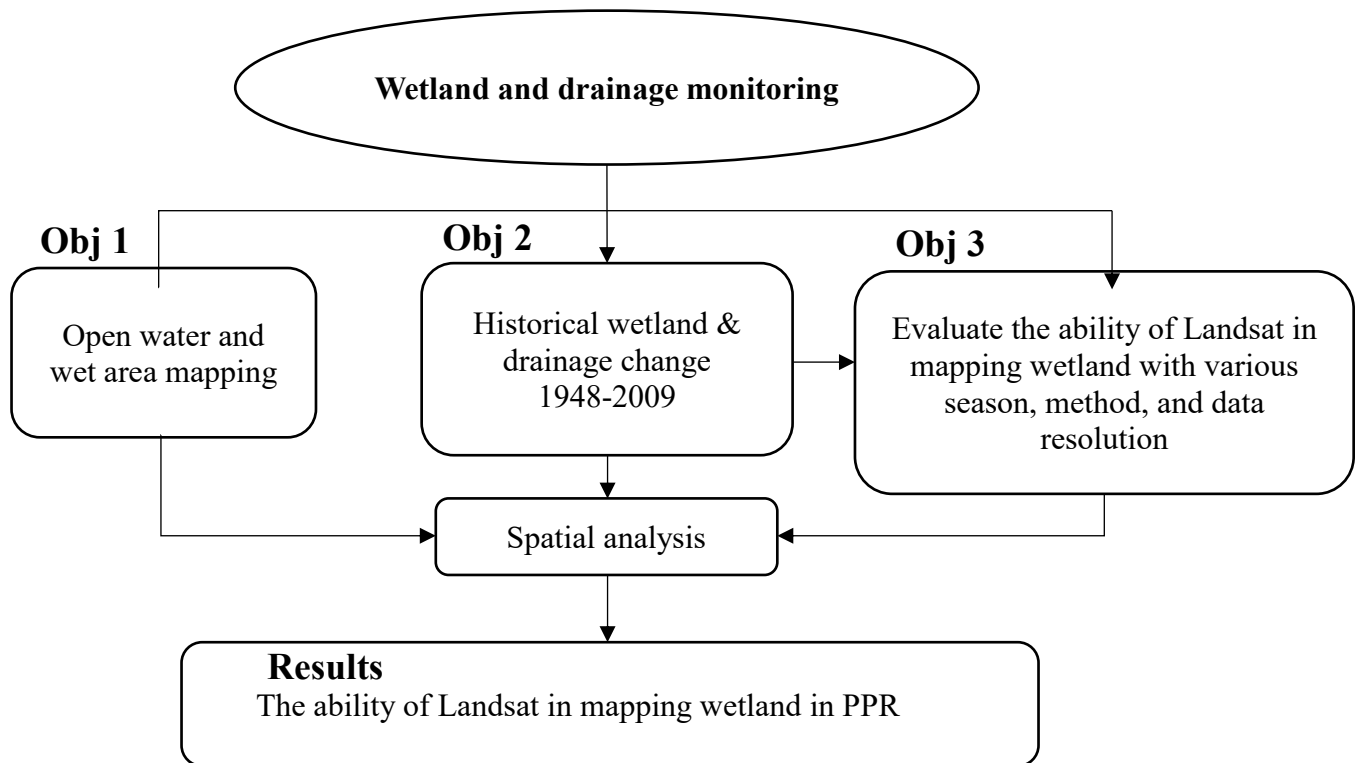 Wetland and drainage monitoring
Obj 1
Open water and
wet area mapping
Obj 2
Historical wetland &
drainage change
1948-2009
Obj 3
Evaluate the ability of Landsat in
mapping wetland with various
season, method, and data
resolution
Spatial analysis
Results
The ability of Landsat in mapping wetland in PPR